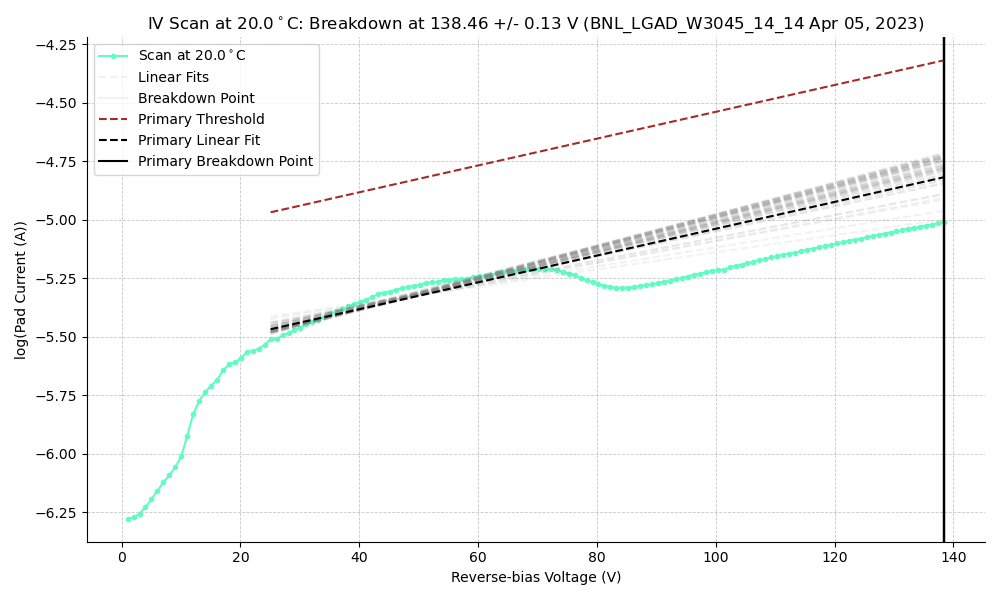 IV Scan at 20.0°C: Breakdown at 138.46 +/- 0.13 V (BNL_LGAD_W3045_14_14 Apr 05, 2023)
log(Pad Current (A))
−4.25
−4.50
−4.75
−5.00
−5.25
−5.50
−5.75
−6.00
−6.25
Scan at 20.0°C
Linear Fits
Breakdown Point
Primary Threshold
Primary Linear Fit
Primary Breakdown Point
0 20 40 60 80 100 120 140
Reverse-bias Voltage (V)